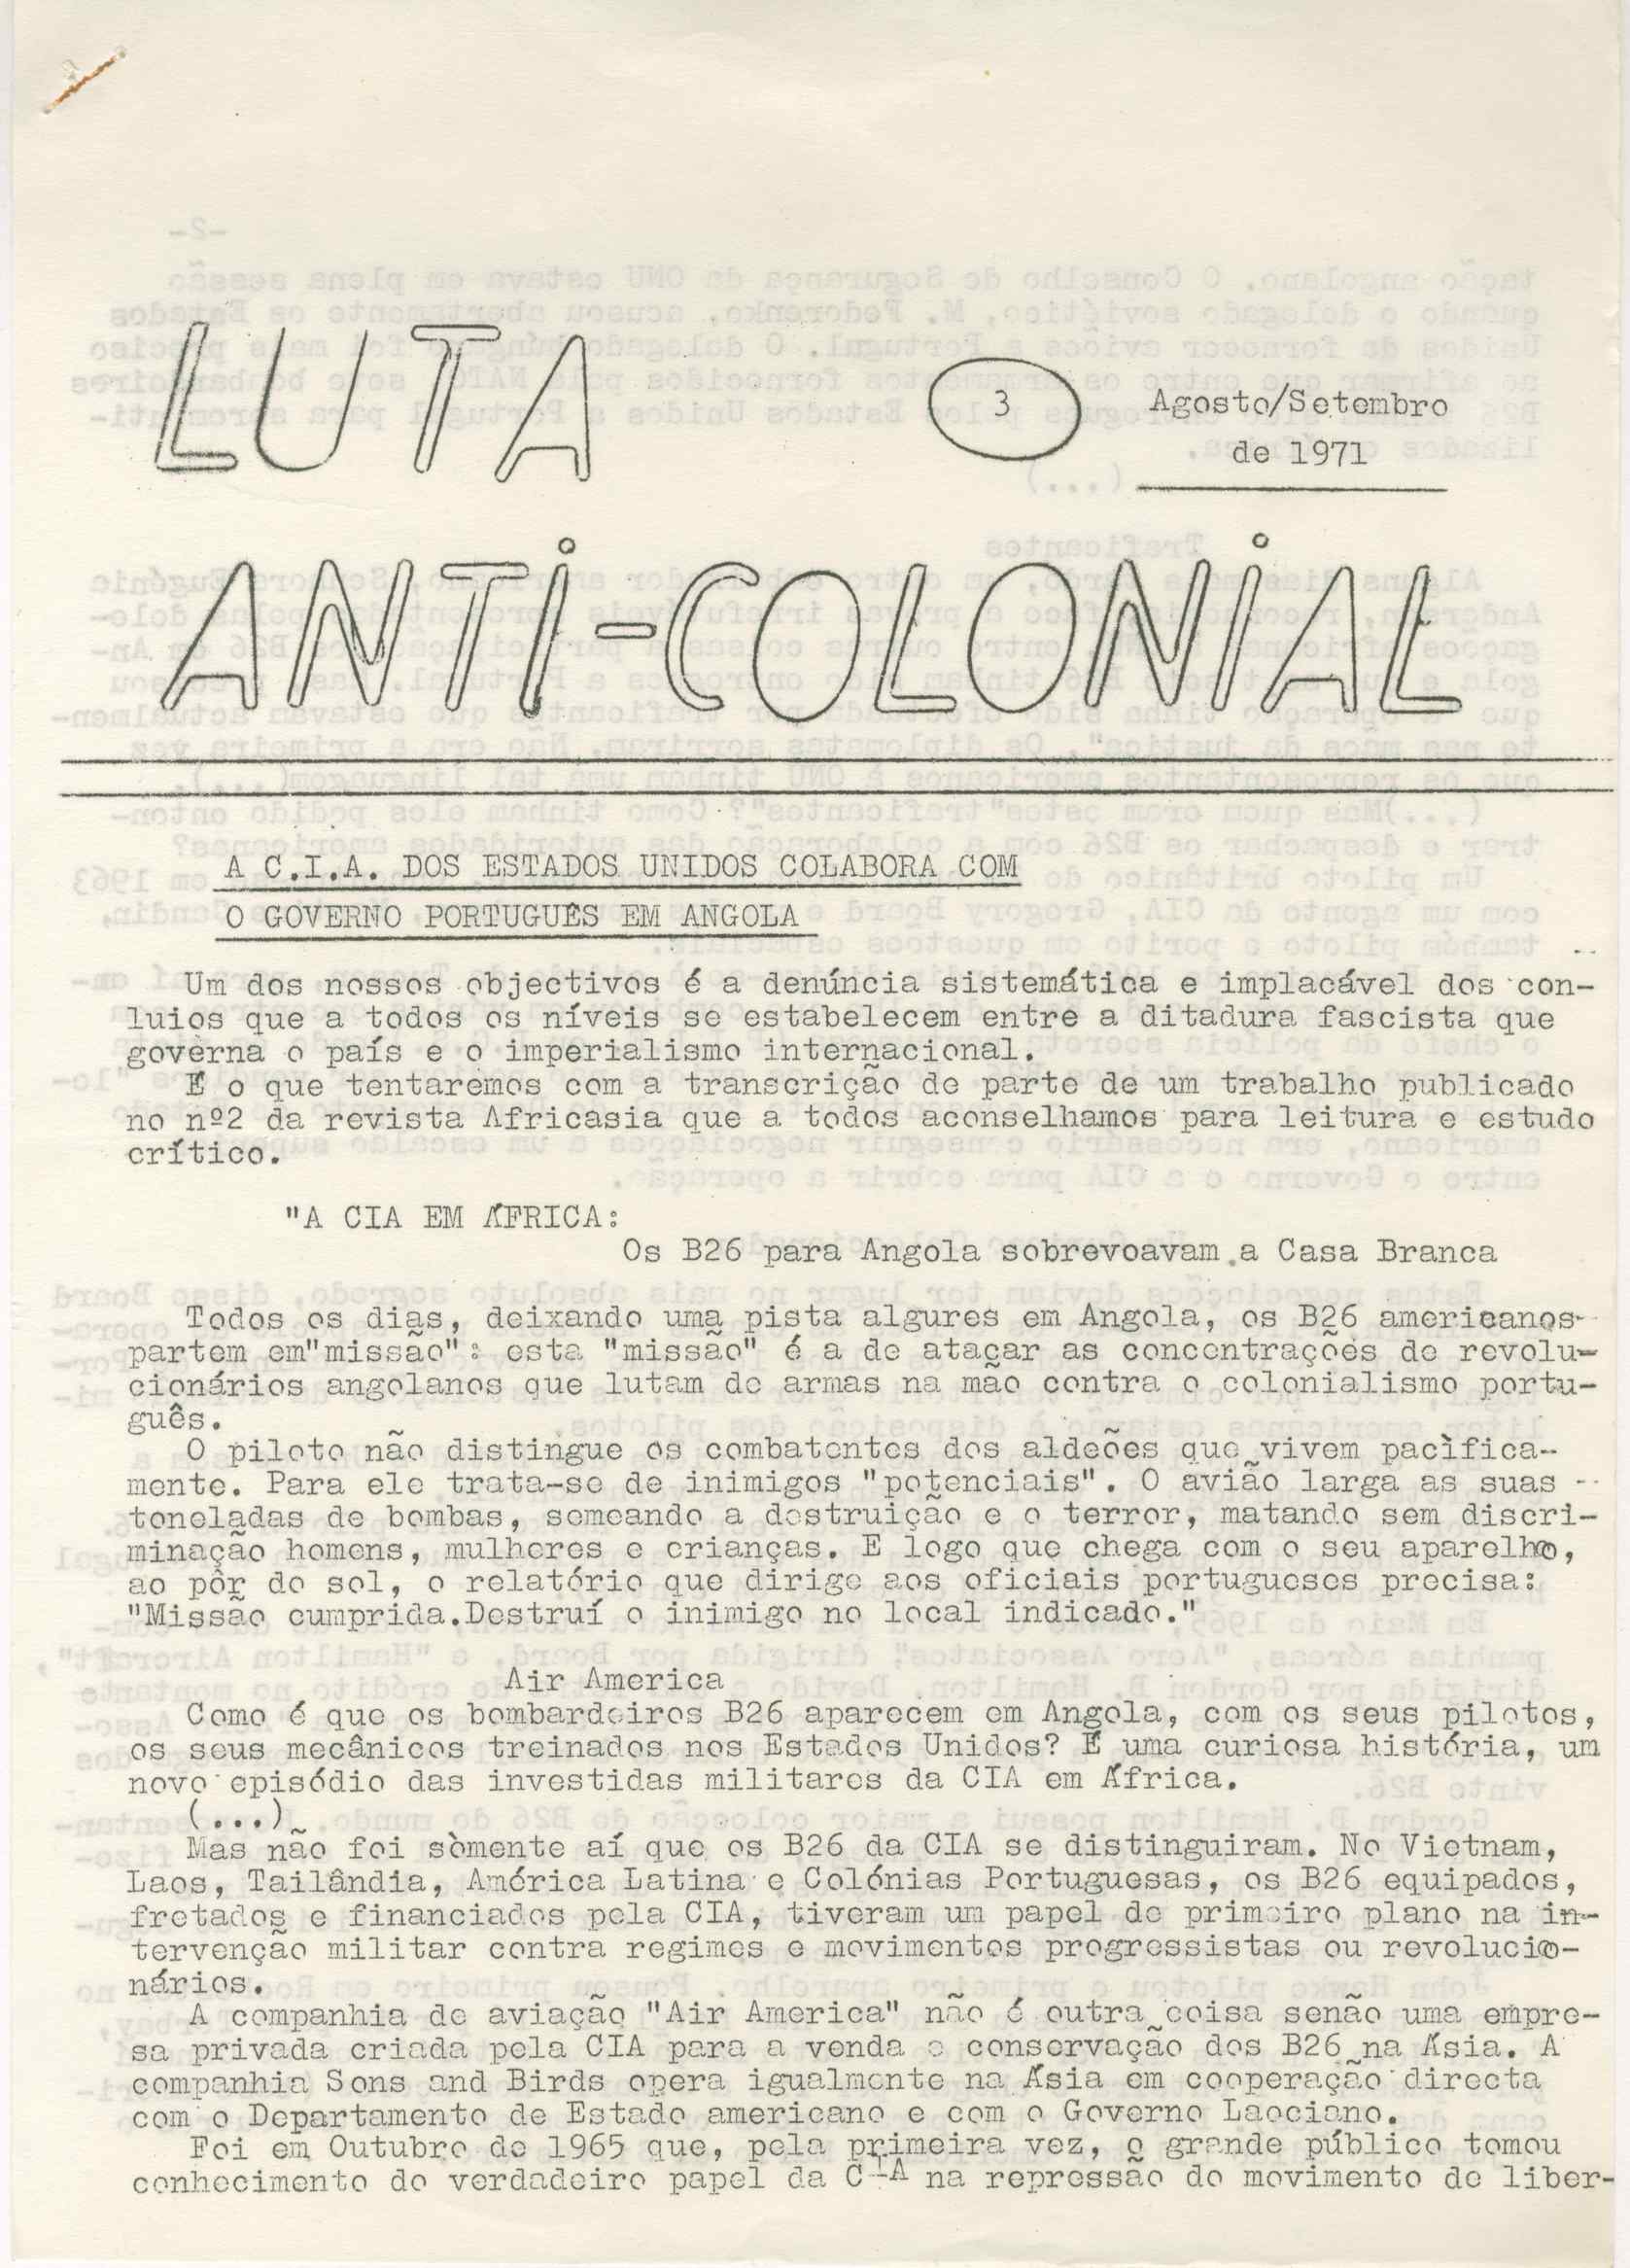 LUTA
3
Agosto/Setembro
de 1971
ANTI-COLONIAL
A C.I.A. DOS ESTADOS UNIDOS COLABORA COM
O GOVERNO PORTUGUÊS EM ANGOLA
Um dos nossos objectivos é a denúncia sistemática e implacável dos con-
luios que a todos os níveis se estabelecem entre a ditadura fascista que
governa o país e o imperialismo internacional.
É o que tentaremos com a transcrição de parte de um trabalho publicado
no nº2 da revista Africasia que a todos aconselhamos para leitura e estudo
crítico.
"A CIA EM ÁFRICA:
Os B26 para Angola sobrevoavam a Casa Branca
Todos os dias, deixando uma pista algures em Angola, os B26 americanos
partem em"missão": esta "missão" é a de atacar as concentrações de revolu-
cionários angolanos que lutam de armas na mão contra o colonialismo portu-
guês.
O piloto não distingue os combatentes dos aldeões que vivem pacìfica-
mente. Para ele trata-se de inimigos "potenciais". O avião larga as suas
toneladas de bombas, semeando a destruição e o terror, matando sem discri-
minação homens, mulheres e crianças. E logo que chega com o seu aparelho,
ao pôr do sol, o relatório que dirige aos oficiais portugueses precisa:
"Missão cumprida.Destruí o inimigo no local indicado."
Air America
Como é que os bombardeiros B26 aparecem em Angola, com os seus pilotos,
os seus mecânicos treinados nos Estados Unidos? É uma curiosa história, um
novo episódio das investidas militares da CIA em África.
(...)
Mas não foi sòmente aí que os B26 da CIA se distinguiram. No Vietnam,
Laos, Tailândia, América Latina e Colónias Portuguesas, os B26 equipados,
fretados e financiados pela CIA, tiveram um papel de primeiro plano na in-
tervenção militar contra regimes e movimentos progressistas ou revolucio-
nários.
A companhia de aviação "Air America" não é outra coisa senão uma empre-
sa privada criada pela CIA para a venda e conservação dos B26 na Ásia. A
companhia Sons and Birds opera igualmente na Ásia em cooperação directa
com o Departamento de Estado americano e com o Governo Laociano.
Foi em Outubro de 1965 que, pela primeira vez, o grande público tomou
conhecimento do verdadeiro papel da CIA na repressão do movimento de liber-